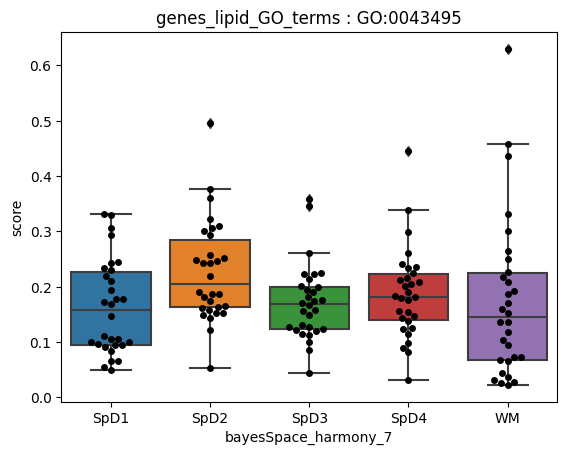 genes_lipid_GO_terms : GO:0043495
score
0.6
0.5
0.4
0.3
0.2
0.1
0.0
SpD1 SpD2 SpD3 SpD4 WM
bayesSpace_harmony_7